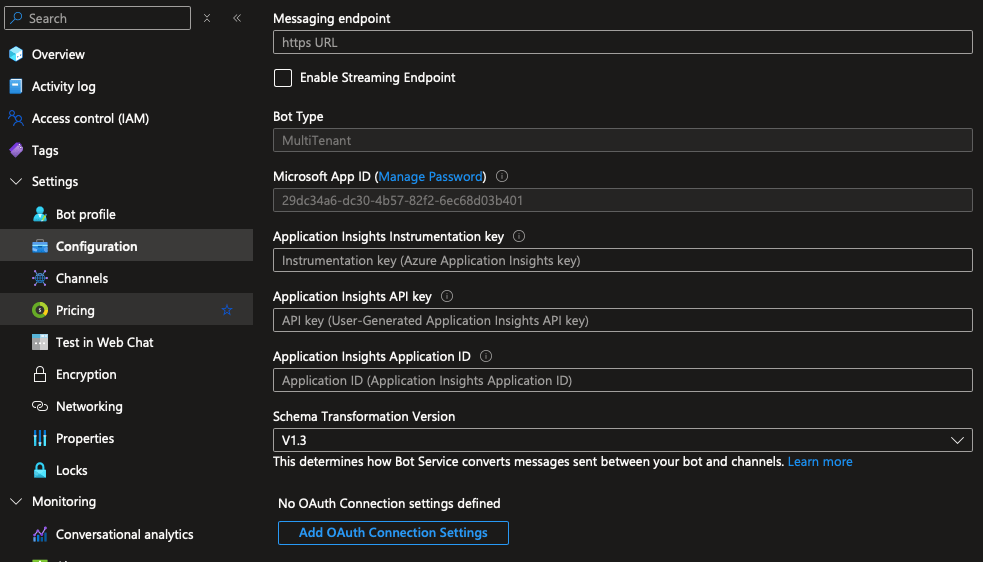 Search
Overview
Activity log
Access control (IAM)
Tags
Settings
Bot profile
Configuration
Channels
Pricing
Test in Web Chat
Encryption
Networking
Properties
Locks
Monitoring
Conversational analytics
Messaging endpoint
https URL
Enable Streaming Endpoint
Bot Type
MultiTenant
Microsoft App ID (Manage Password)
29dc34a6-dc30-4b57-82f2-6ec68d03b401
Application Insights Instrumentation key
Instrumentation key (Azure Application Insights key)
Application Insights API key
API key (User-Generated Application Insights API key)
Application Insights Application ID
Application ID (Application Insights Application ID)
Schema Transformation Version
V1.3
This determines how Bot Service converts messages sent between your bot and channels. Learn more
No OAuth Connection settings defined
Add OAuth Connection Settings